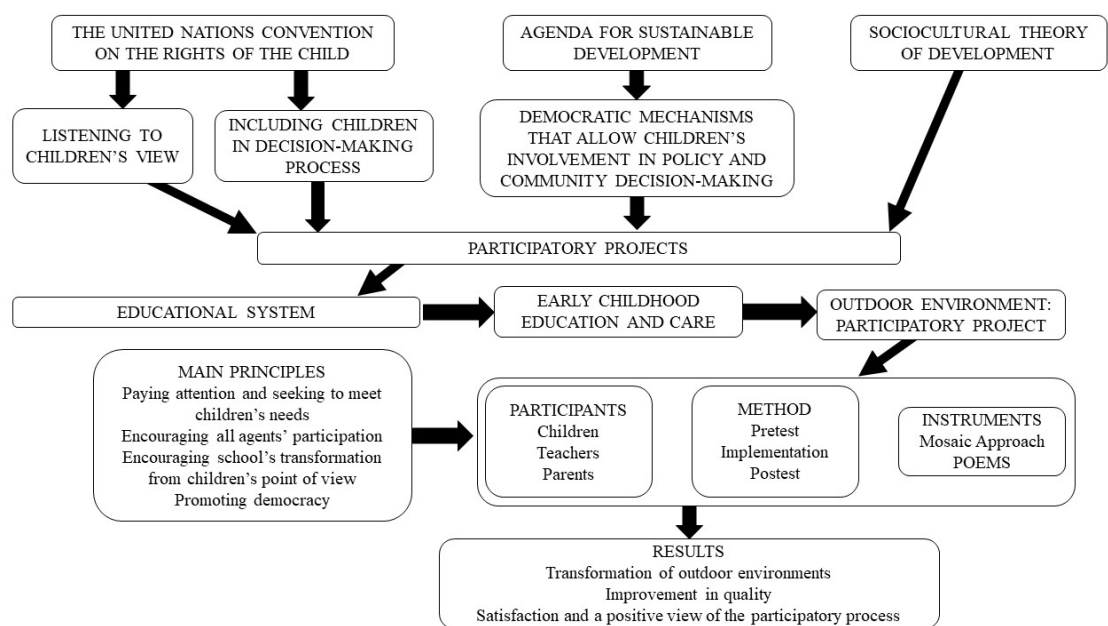 THE UNITED NATIONS CONVENTION
ON THE RIGHTS OF THE CHILD
AGENDA FOR SUSTAINABLE
DEVELOPMENT
SOCIOCULTURAL THEORY
OF DEVELOPMENT
LISTENING TO
CHILDREN’S VIEW
INCLUDING CHILDREN
IN DECISION-MAKING
PROCESS
DEMOCRATIC MECHANISMS
THAT ALLOW CHILDREN’S
INVOLVEMENT IN POLICY AND
COMMUNITY DECISION-MAKING
PARTICIPATORY PROJECTS
EDUCATIONAL SYSTEM
EARLY CHILDHOOD
EDUCATION AND CARE
OUTDOOR ENVIRONMENT:
PARTICIPATORY PROJECT
MAIN PRINCIPLES
Paying attention and seeking to meet
children’s needs
Encouraging all agents’ participation
Encouraging school’s transformation
from children’s point of view
Promoting democracy
PARTICIPANTS
Children
Teachers
Parents
METHOD
Pretest
Implementation
Postest
INSTRUMENTS
Mosaic Approach
POEMS
RESULTS
Transformation of outdoor environments
Improvement in quality
Satisfaction and a positive view of the participatory process